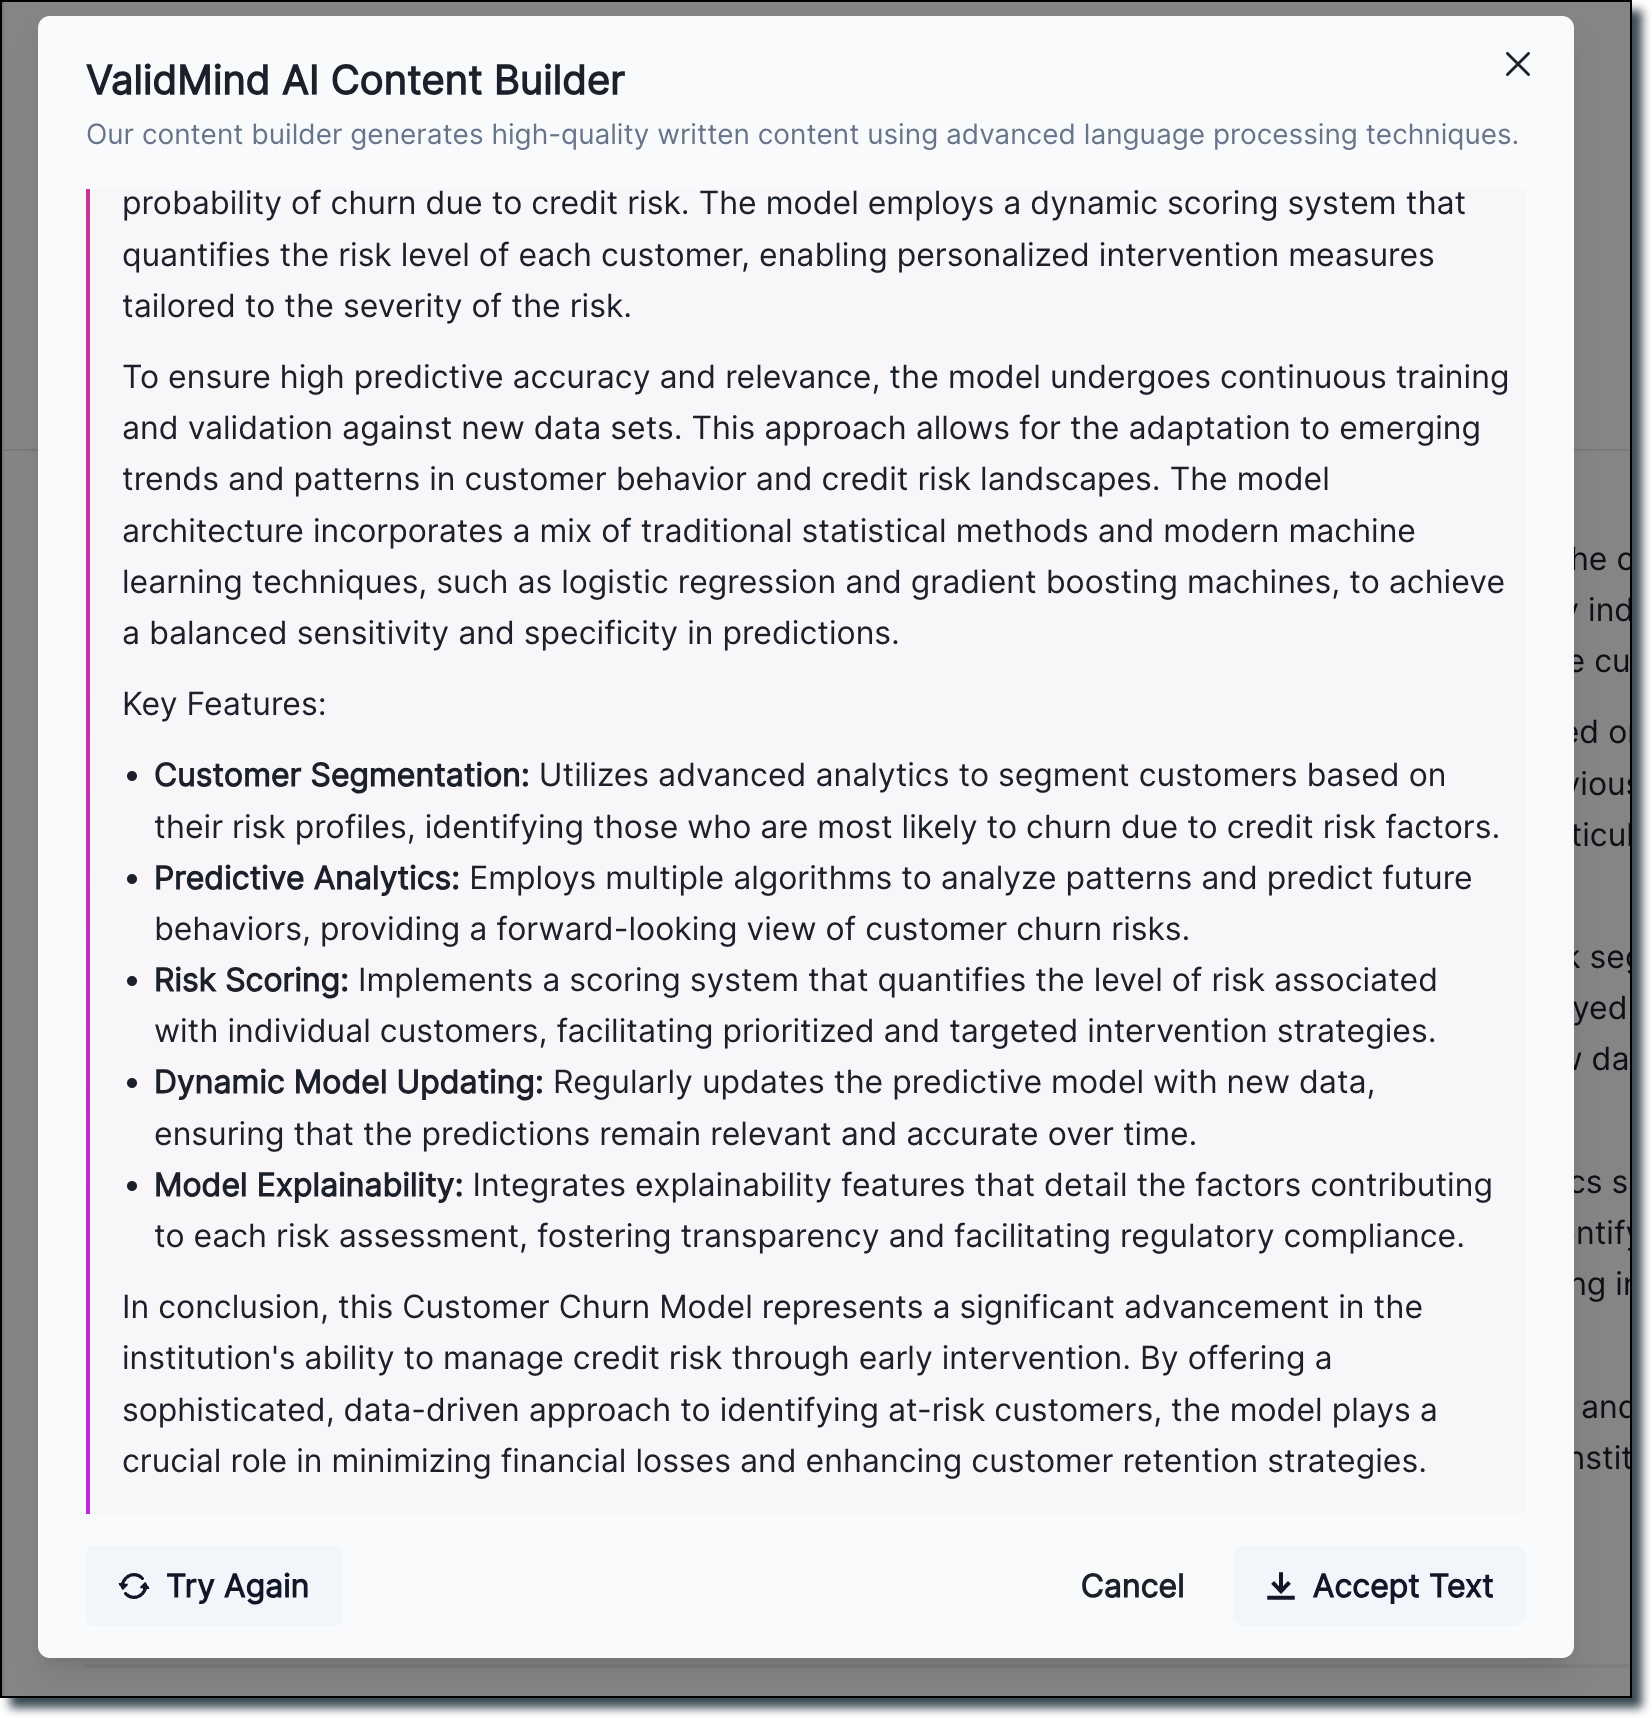 ValidMind AI Content Builder
Our content builder generates high-quality written content using advanced language processing techniques.
probability of churn due to credit risk. The model employs a dynamic scoring system that
quantifies the risk level of each customer, enabling personalized intervention measures
tailored to the severity of the risk.
To ensure high predictive accuracy and relevance, the model undergoes continuous training
and validation against new data sets. This approach allows for the adaptation to emerging
trends and patterns in customer behavior and credit risk landscapes. The model
architecture incorporates a mix of traditional statistical methods and modern machine
learning techniques, such as logistic regression and gradient boosting machines, to achieve
a balanced sensitivity and specificity in predictions.
Key Features:
• Customer Segmentation: Utilizes advanced analytics to segment customers based on
their risk profiles, identifying those who are most likely to churn due to credit risk factors.
• Predictive Analytics: Employs multiple algorithms to analyze patterns and predict future
behaviors, providing a forward-looking view of customer churn risks.
• Risk Scoring: Implements a scoring system that quantifies the level of risk associated
with individual customers, facilitating prioritized and targeted intervention strategies.
• Dynamic Model Updating: Regularly updates the predictive model with new data,
ensuring that the predictions remain relevant and accurate over time.
• Model Explainability: Integrates explainability features that detail the factors contributing
to each risk assessment, fostering transparency and facilitating regulatory compliance.
In conclusion, this Customer Churn Model represents a significant advancement in the
institution's ability to manage credit risk through early intervention. By offering a
sophisticated, data-driven approach to identifying at-risk customers, the model plays a
crucial role in minimizing financial losses and enhancing customer retention strategies.
Try Again
Cancel
Accept Text